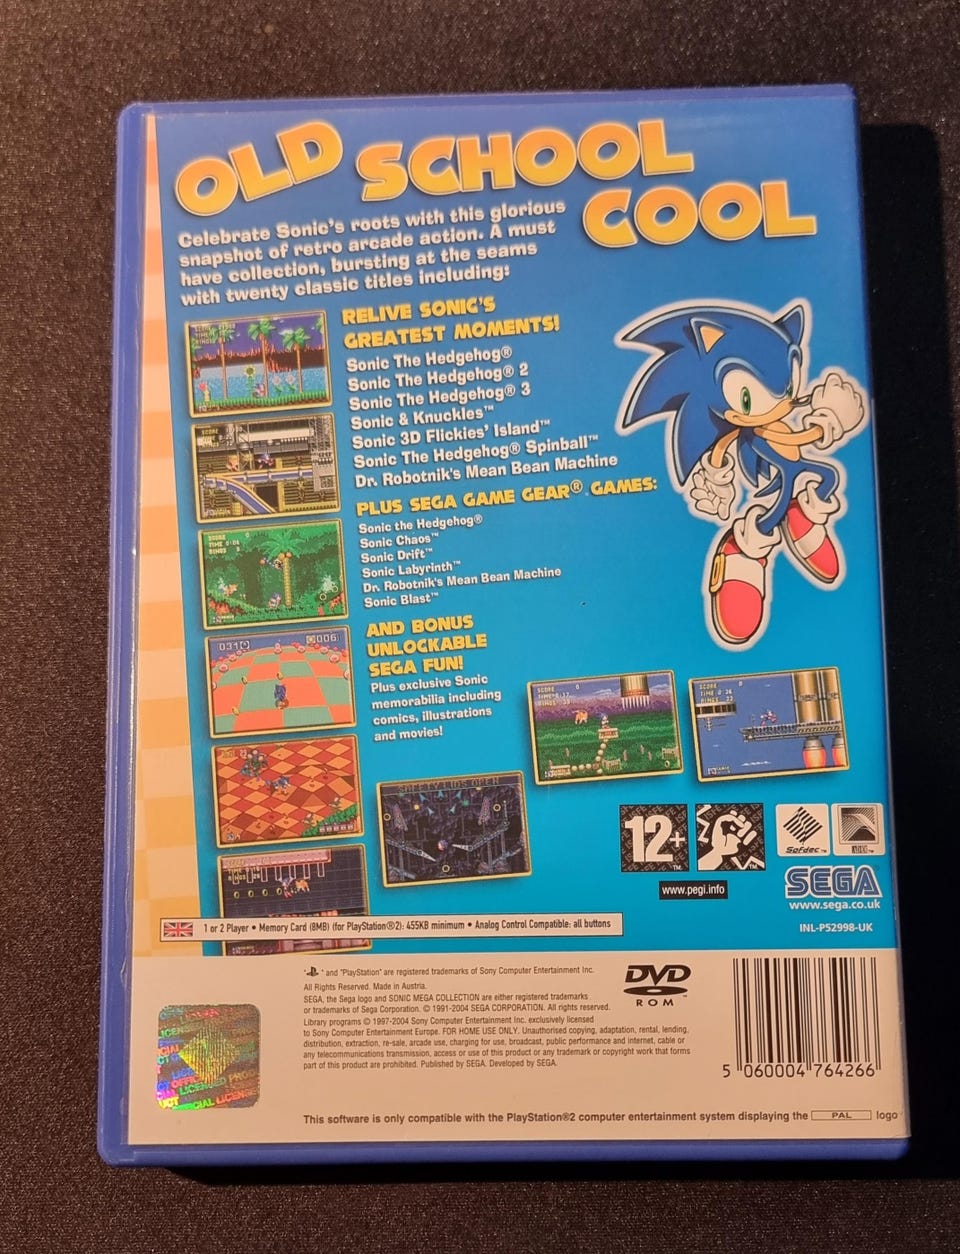 OLD SCHOOL
COOL
Celebrate Sonic's roots with this glorious
snapshot of retro arcade action. A must
have collection, bursting at the seams
with twenty classic titles including:
RELIVE SONIC'S
GREATEST MOMENTS!
Sonic The Hedgehog®
Sonic The Hedgehog® 2
Sonic The Hedgehog® 3
Sonic & Knuckles™
Sonic 3D Flickies' Island™
Sonic The Hedgehog® Spinball™
Dr. Robotnik's Mean Bean Machine
PLUS SEGA GAME GEAR® GAMES:
Sonic the Hedgehog®
Sonic Chaos™
Sonic Drift™
Sonic Labyrinth™
Dr. Robotnik's Mean Bean Machine
Sonic Blast™
AND BONUS
UNLOCKABLE
SEGA FUN!
Plus exclusive Sonic
memorabilia including
comics, illustrations
and movies!
12+
www.pegi.info
Sofdec™
SEGA
www.sega.co.uk
INL-P52998-UK
1 or 2 Player • Memory Card (8MB) (for PlayStation®2): 455KB minimum • Analog Control Compatible: all buttons
" " and "PlayStation" are registered trademarks of Sony Computer Entertainment Inc.
All Rights Reserved. Made in Austria.
SEGA, the Sega logo and SONIC MEGA COLLECTION are either registered trademarks
or trademarks of Sega Corporation. © 1991-2004 SEGA CORPORATION. All rights reserved.
Library programs © 1997-2004 Sony Computer Entertainment Inc. exclusively licensed
to Sony Computer Entertainment Europe. FOR HOME USE ONLY. Unauthorised copying, adaptation, rental, lending,
distribution, extraction, re-sale, arcade use, charging for use, broadcast, public performance and internet, cable or
any telecommunications transmission, access or use of this product or any trademark or copyright work that forms
part of this product are prohibited. Published by SEGA. Developed by SEGA.
DVD
ROM
5 060004 764266
This software is only compatible with the PlayStation®2 computer entertainment system displaying the PAL logo